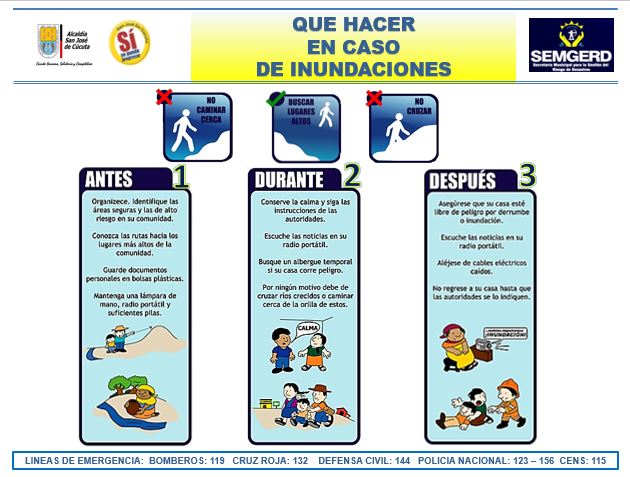 Alcaldía
San José
de Cúcuta
Sí
se puede
progresar
QUE HACER
EN CASO
DE INUNDACIONES
SEMGERD
Secretaría Municipal para la Gestión del
Riesgo de Desastres
NO
CAMINAR
CERCA
BUSCAR
LUGARES
ALTOS
NO
CRUZAR
ANTES 1
Organizece. Identifique las
áreas seguras y las de alto
riesgo en su comunidad.
Conozca las rutas hacia los
lugares más altos de la
comunidad.
Guarde documentos
personales en bolsas plásticas.
Mantenga una lámpara de
mano, radio portátil y
suficientes pilas.
DURANTE 2
Conserve la calma y siga las
instrucciones de las
autoridades.
Escuche las noticias en su
radio portátil.
Busque un albergue temporal
si su casa corre peligro.
Por ningún motivo debe de
cruzar ríos crecidos o caminar
cerca de la orilla de estos.
CALMA
DESPUÉS 3
Asegúrese que su casa esté
libre de peligro por derrumbe
o inundación.
Escuche las noticias en su
radio portátil.
Aléjese de cables eléctricos
caídos.
No regrese a su casa hasta que
las autoridades se lo indiquen.
¡INUNDACIÓN!
LINEAS DE EMERGENCIA: BOMBEROS: 119 CRUZ ROJA: 132 DEFENSA CIVIL: 144 POLICIA NACIONAL: 123 – 156 CENS: 115